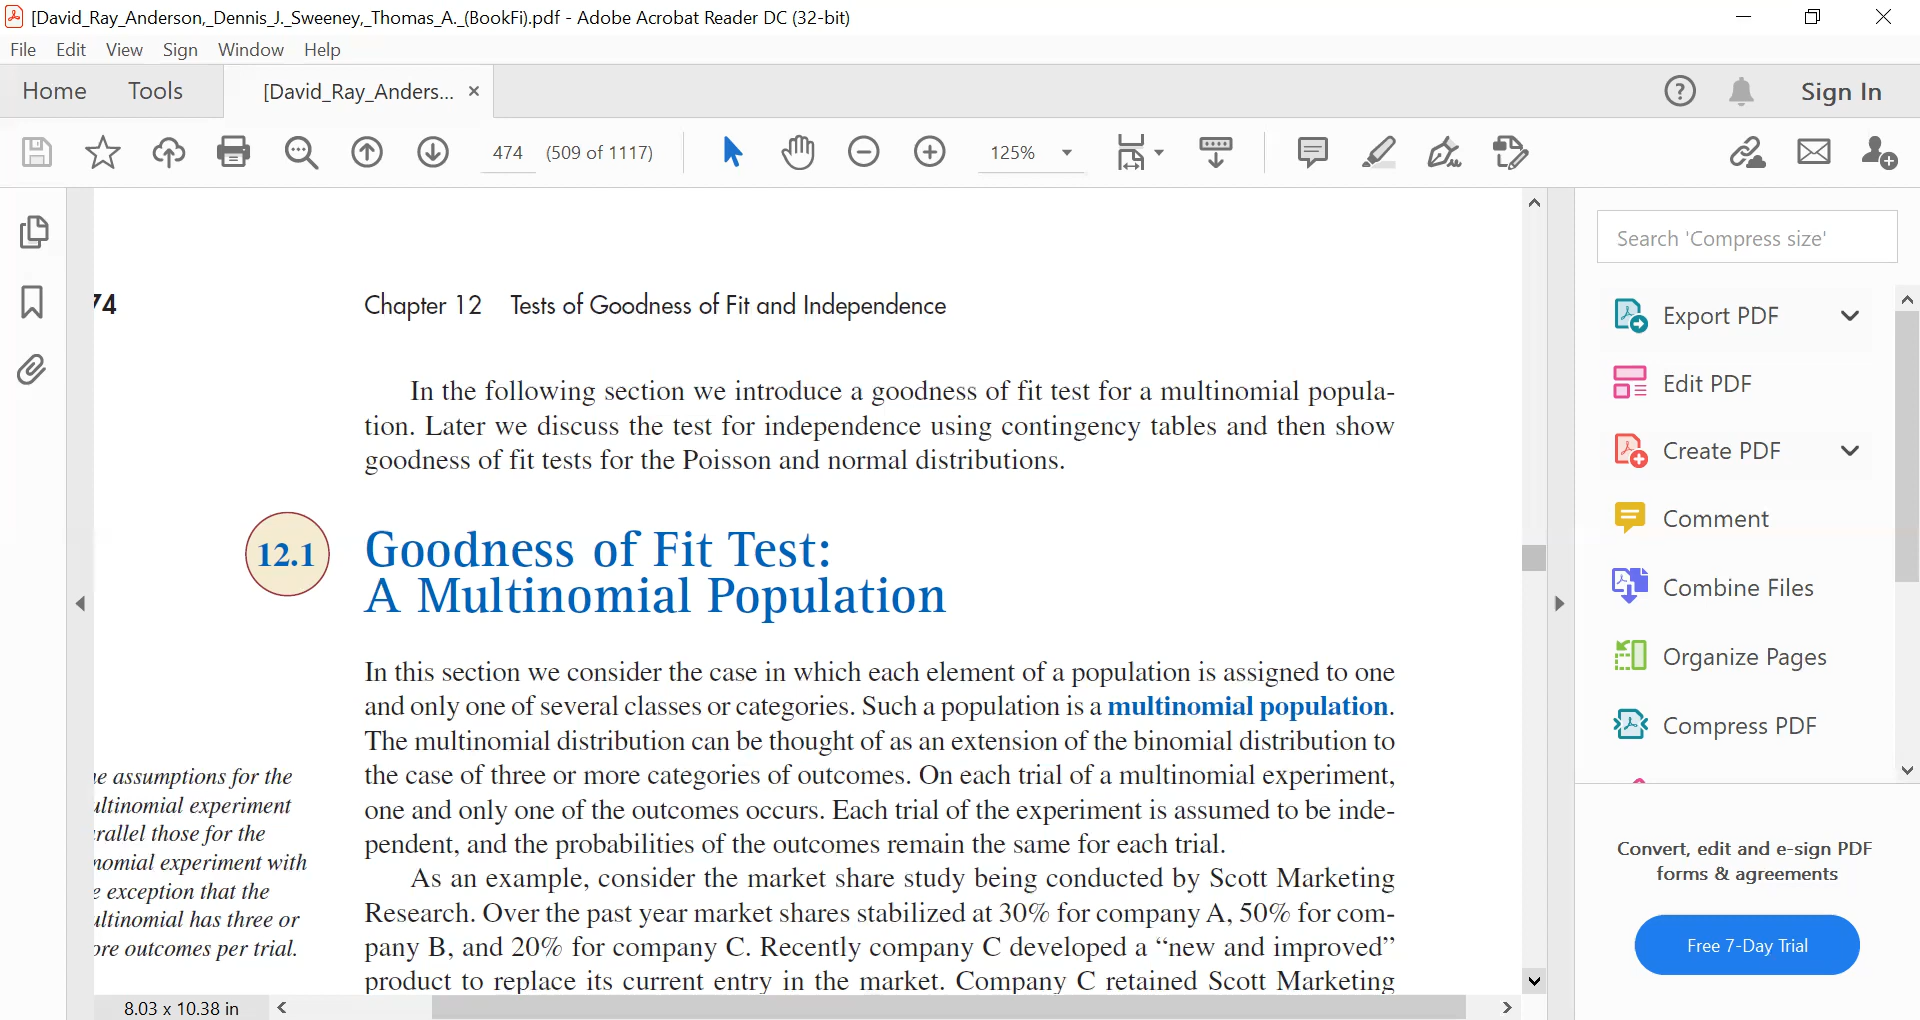 [David_Ray_Anderson,_Dennis_J._Sweeney,_Thomas_A._(BookFi).pdf - Adobe Acrobat Reader DC (32-bit)
File Edit View Sign Window Help
Home Tools [David_Ray_Anders... × Sign In
474 (509 of 1117) 125%
74 Chapter 12 Tests of Goodness of Fit and Independence
In the following section we introduce a goodness of fit test for a multinomial popula-
tion. Later we discuss the test for independence using contingency tables and then show
goodness of fit tests for the Poisson and normal distributions.
12.1 Goodness of Fit Test:
A Multinomial Population
In this section we consider the case in which each element of a population is assigned to one
and only one of several classes or categories. Such a population is a multinomial population.
The multinomial distribution can be thought of as an extension of the binomial distribution to
the case of three or more categories of outcomes. On each trial of a multinomial experiment,
one and only one of the outcomes occurs. Each trial of the experiment is assumed to be inde-
pendent, and the probabilities of the outcomes remain the same for each trial.
As an example, consider the market share study being conducted by Scott Marketing
Research. Over the past year market shares stabilized at 30% for company A, 50% for com-
pany B, and 20% for company C. Recently company C developed a “new and improved”
product to replace its current entry in the market. Company C retained Scott Marketing
assumptions for the
ultinomial experiment
rallel those for the
nomial experiment with
e exception that the
ultinomial has three or
ore outcomes per trial.
8.03 x 10.38 in
Search 'Compress size'
Export PDF
Edit PDF
Create PDF
Comment
Combine Files
Organize Pages
Compress PDF
Convert, edit and e-sign PDF
forms & agreements
Free 7-Day Trial